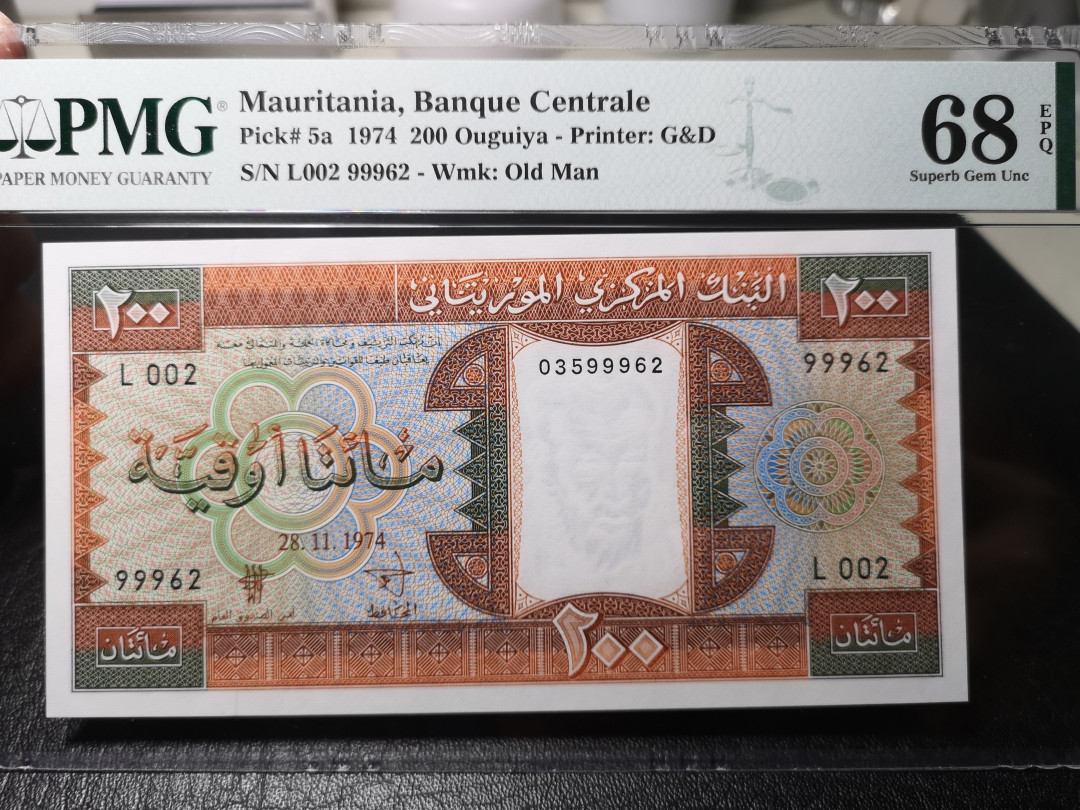 PMG®
PAPER MONEY GUARANTY
Mauritania, Banque Centrale
Pick# 5a 1974 200 Ouguiya - Printer: G&D
S/N L002 99962 - Wmk: Old Man
68
EPQ
Superb Gem Unc
٢٠٠
البنك المركزي الموريتاني
٢٠٠
L 002
03599962
99962
مائتا أوقية
28.11.1974
99962
L 002
المحافظ
مائتان
٢٠٠
مائتان